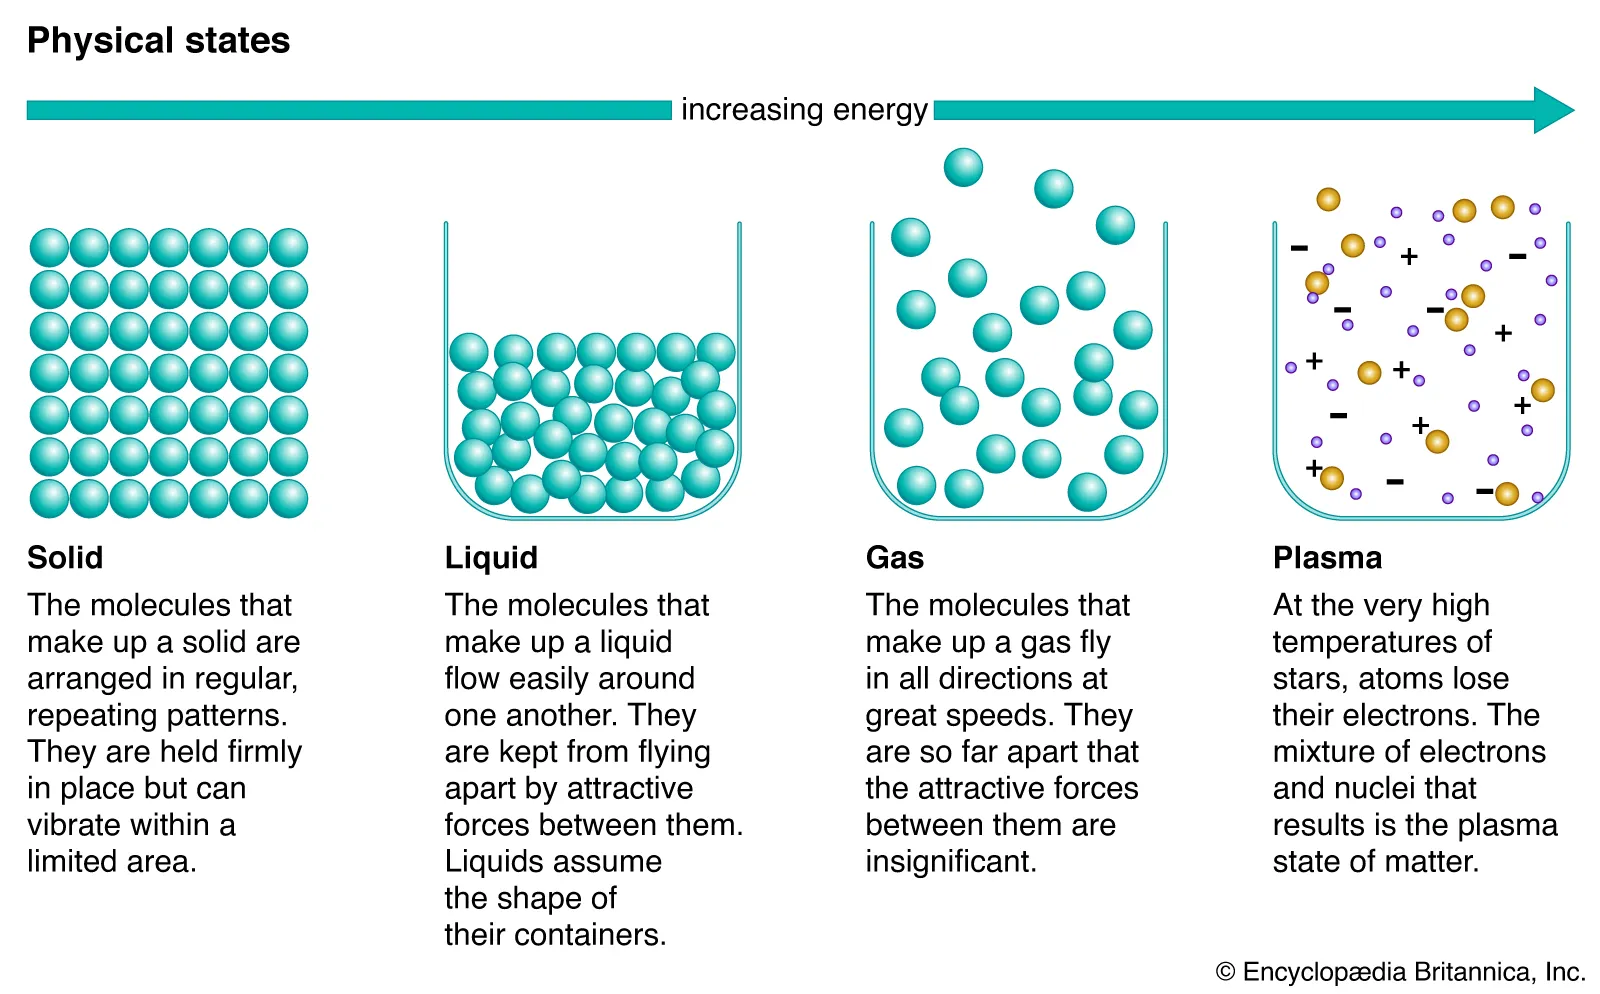 Physical states
increasing energy
− + −
− − +
+ +
− + +
+ − −
Solid
The molecules that
make up a solid are
arranged in regular,
repeating patterns.
They are held firmly
in place but can
vibrate within a
limited area.
Liquid
The molecules that
make up a liquid
flow easily around
one another. They
are kept from flying
apart by attractive
forces between them.
Liquids assume
the shape of
their containers.
Gas
The molecules that
make up a gas fly
in all directions at
great speeds. They
are so far apart that
the attractive forces
between them are
insignificant.
Plasma
At the very high
temperatures of
stars, atoms lose
their electrons. The
mixture of electrons
and nuclei that
results is the plasma
state of matter.
© Encyclopædia Britannica, Inc.